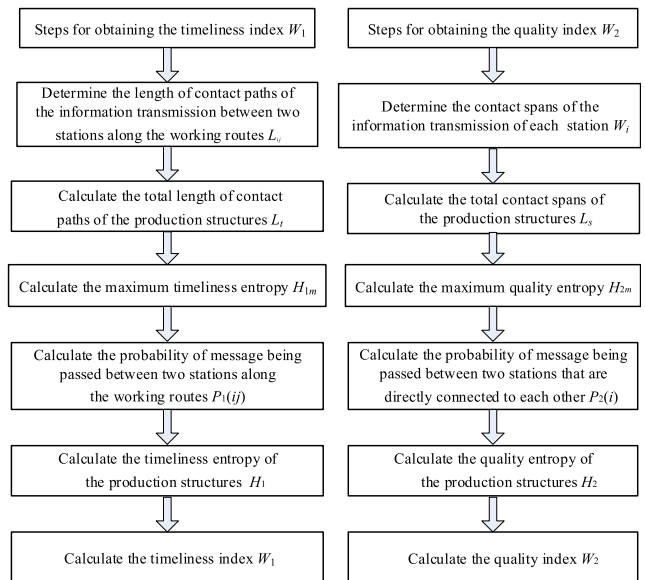 Steps for obtaining the timeliness index W1
Determine the length of contact paths of
the information transmission between two
stations along the working routes Lij
Calculate the total length of contact
paths of the production structures Lt
Calculate the maximum timeliness entropy H1m
Calculate the probability of message being
passed between two stations along
the working routes P1(ij)
Calculate the timeliness entropy of
the production structures H1
Calculate the timeliness index W1
Steps for obtaining the quality index W2
Determine the contact spans of the
information transmission of each station Wi
Calculate the total contact spans of
the production structures Ls
Calculate the maximum quality entropy H2m
Calculate the probability of message being
passed between two stations that are
directly connected to each other P2(i)
Calculate the quality entropy of
the production structures H2
Calculate the quality index W2